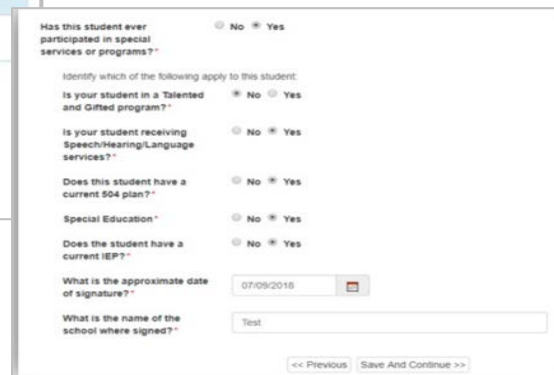 Has this student ever No Yes
participated in special
services or programs?*
Identify which of the following apply to this student:
Is your student in a Talented No Yes
and Gifted program?*
Is your student receiving No Yes
Speech/Hearing/Language
services?*
Does this student have a No Yes
current 504 plan?*
Special Education* No Yes
Does the student have a No Yes
current IEP?*
What is the approximate date 07/09/2018
of signature?*
What is the name of the Test
school where signed?*
<< Previous Save And Continue >>